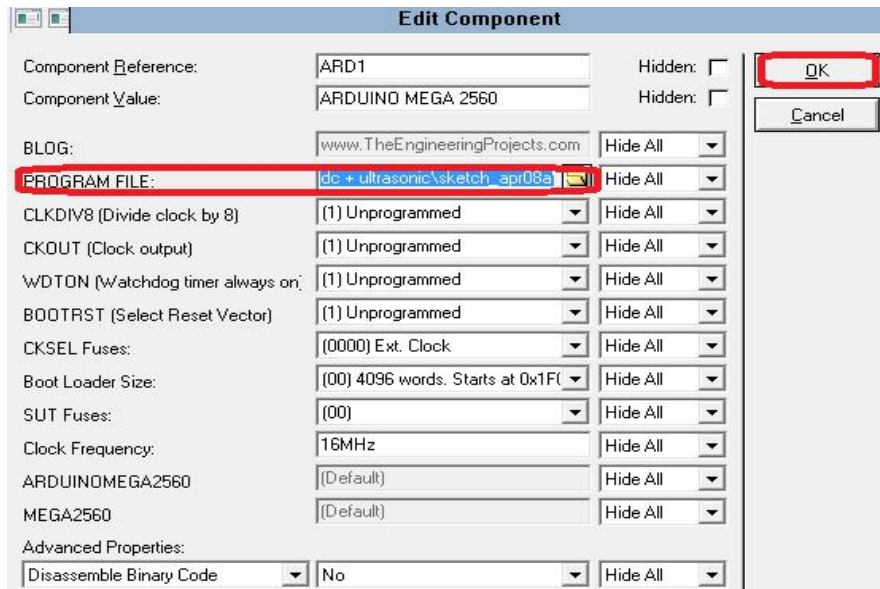 Edit Component
Component Reference: ARD1 Hidden: OK
Component Value: ARDUINO MEGA 2560 Hidden: Cancel
BLOG: www.TheEngineeringProjects.com Hide All
PROGRAM FILE: dc + ultrasonic\sketch_apr08a Hide All
CLKDIV8 (Divide clock by 8) (1) Unprogrammed Hide All
CKOUT (Clock output) (1) Unprogrammed Hide All
WDTON (Watchdog timer always on) (1) Unprogrammed Hide All
BOOTRST (Select Reset Vector) (1) Unprogrammed Hide All
CKSEL Fuses: (0000) Ext. Clock Hide All
Boot Loader Size: (00) 4096 words. Starts at 0x1F( Hide All
SUT Fuses: (00) Hide All
Clock Frequency: 16MHz Hide All
ARDUINOMEGA2560 (Default) Hide All
MEGA2560 (Default) Hide All
Advanced Properties:
Disassemble Binary Code No Hide All